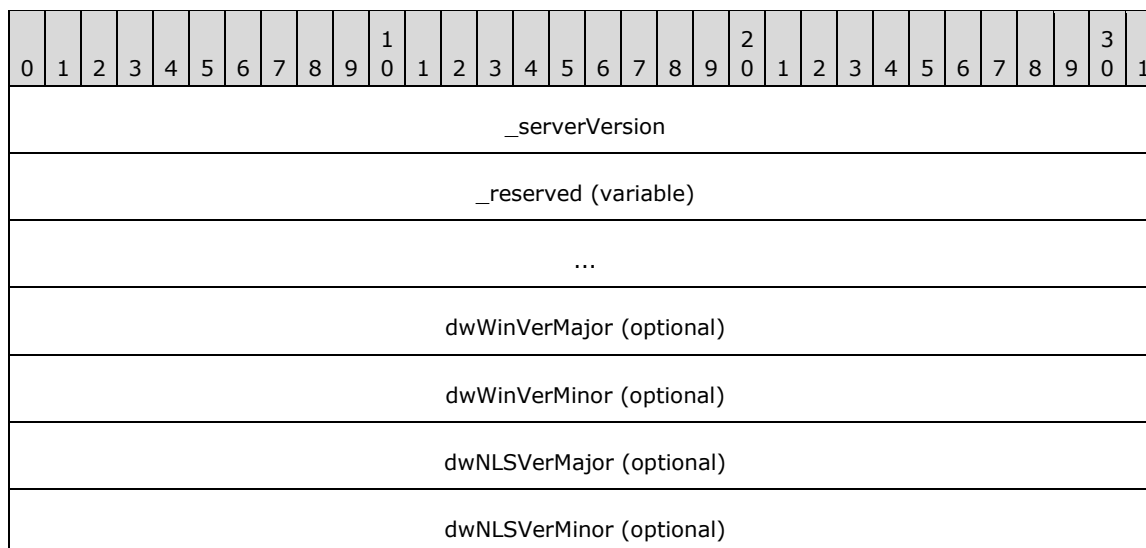 1 2 3
0 1 2 3 4 5 6 7 8 9 0 1 2 3 4 5 6 7 8 9 0 1 2 3 4 5 6 7 8 9 0 1
_serverVersion
_reserved (variable)
...
dwWinVerMajor (optional)
dwWinVerMinor (optional)
dwNLSVerMajor (optional)
dwNLSVerMinor (optional)